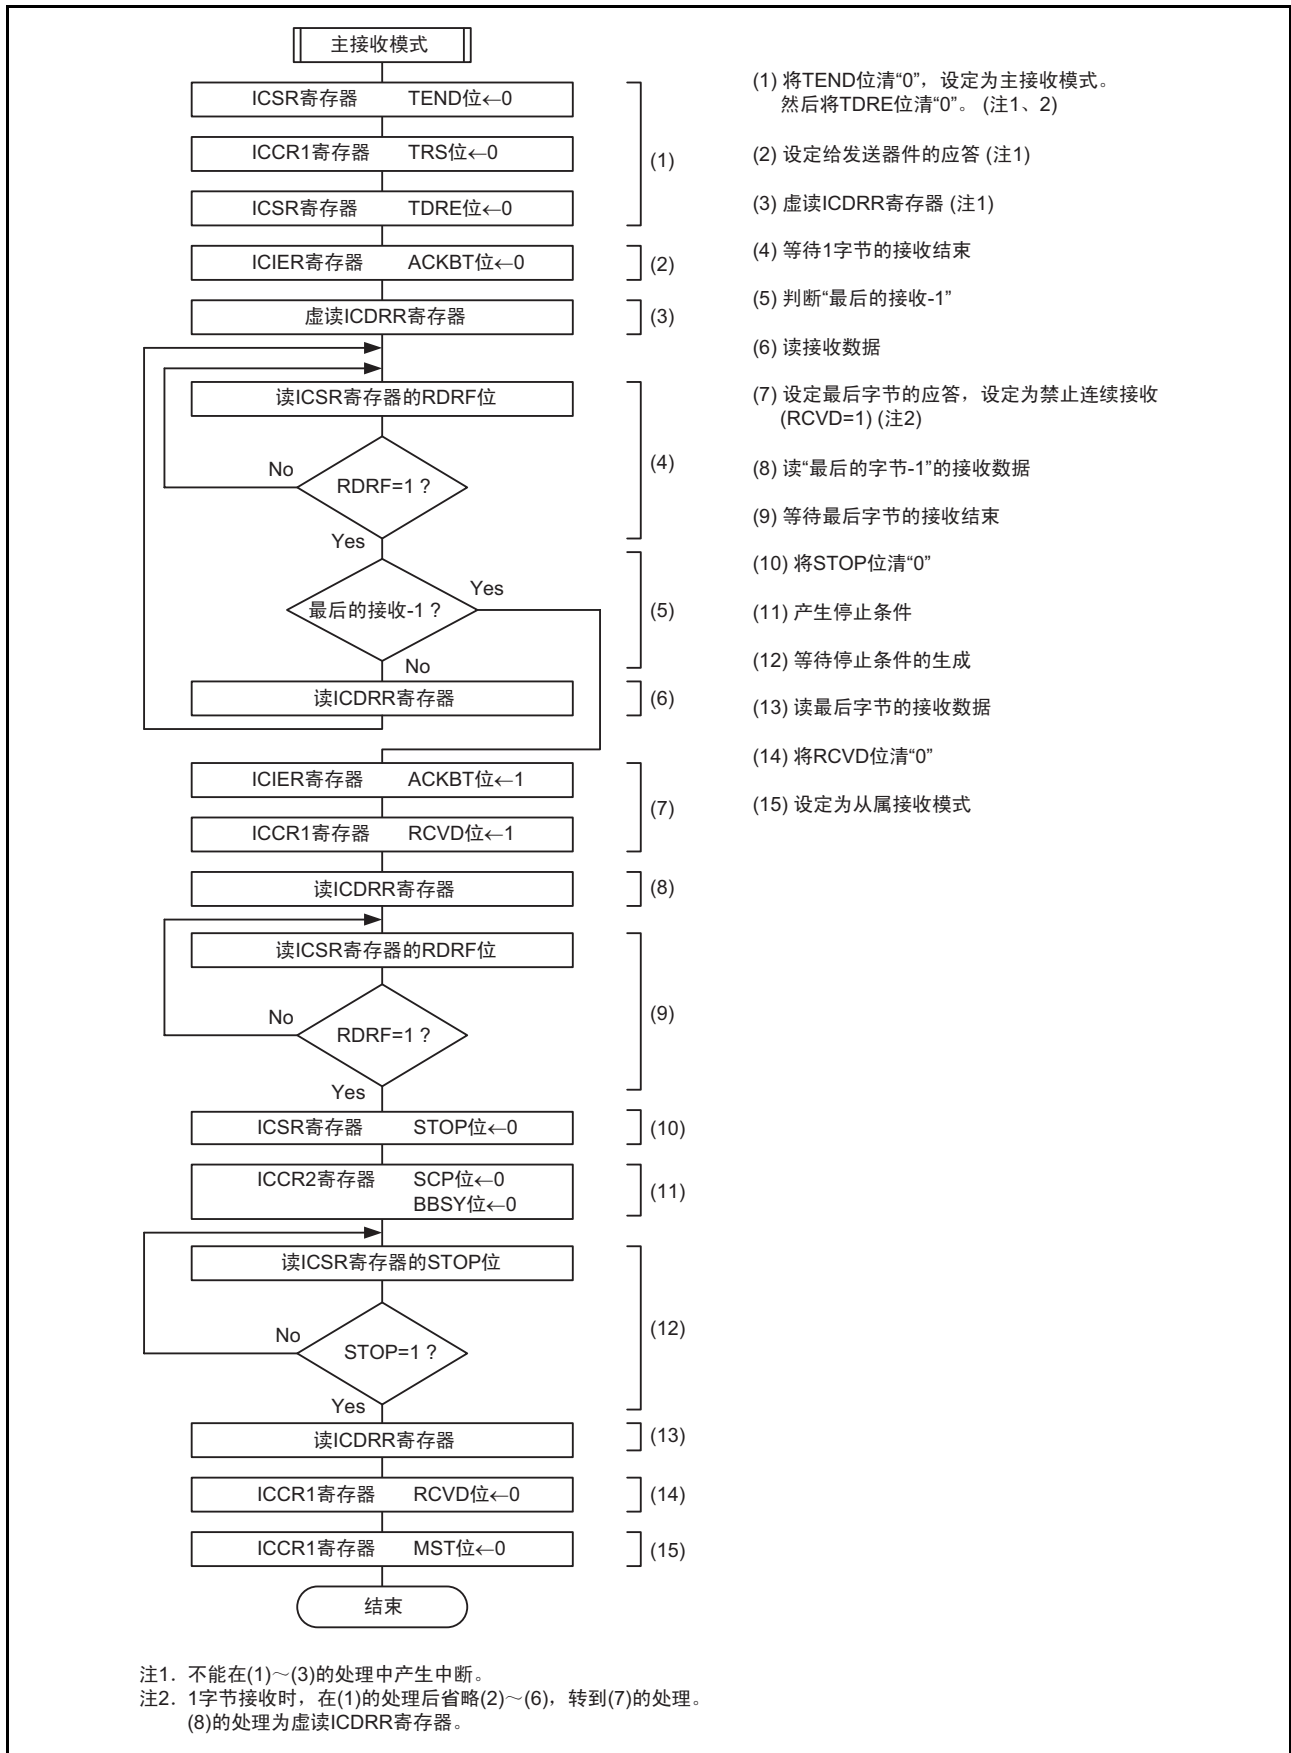 主接收模式
ICSR寄存器 TEND位←0
ICCR1寄存器 TRS位←0
ICSR寄存器 TDRE位←0
(1)
ICIER寄存器 ACKBT位←0
(2)
虚读ICDRR寄存器
(3)
读ICSR寄存器的RDRF位
RDRF=1 ?
No
Yes
(4)
最后的接收-1 ?
Yes
No
(5)
读ICDRR寄存器
(6)
ICIER寄存器 ACKBT位←1
ICCR1寄存器 RCVD位←1
(7)
读ICDRR寄存器
(8)
读ICSR寄存器的RDRF位
RDRF=1 ?
No
Yes
(9)
ICSR寄存器 STOP位←0
(10)
ICCR2寄存器 SCP位←0
BBSY位←0
(11)
读ICSR寄存器的STOP位
STOP=1 ?
No
Yes
(12)
读ICDRR寄存器
(13)
ICCR1寄存器 RCVD位←0
(14)
ICCR1寄存器 MST位←0
(15)
结束
(1) 将TEND位清“0”，设定为主接收模式。
然后将TDRE位清“0”。 (注1、2)
(2) 设定给发送器件的应答 (注1)
(3) 虚读ICDRR寄存器 (注1)
(4) 等待1字节的接收结束
(5) 判断“最后的接收-1”
(6) 读接收数据
(7) 设定最后字节的应答，设定为禁止连续接收
(RCVD=1) (注2)
(8) 读“最后的字节-1”的接收数据
(9) 等待最后字节的接收结束
(10) 将STOP位清“0”
(11) 产生停止条件
(12) 等待停止条件的生成
(13) 读最后字节的接收数据
(14) 将RCVD位清“0”
(15) 设定为从属接收模式
注1. 不能在(1)～(3)的处理中产生中断。
注2. 1字节接收时，在(1)的处理后省略(2)～(6)，转到(7)的处理。
(8)的处理为虚读ICDRR寄存器。